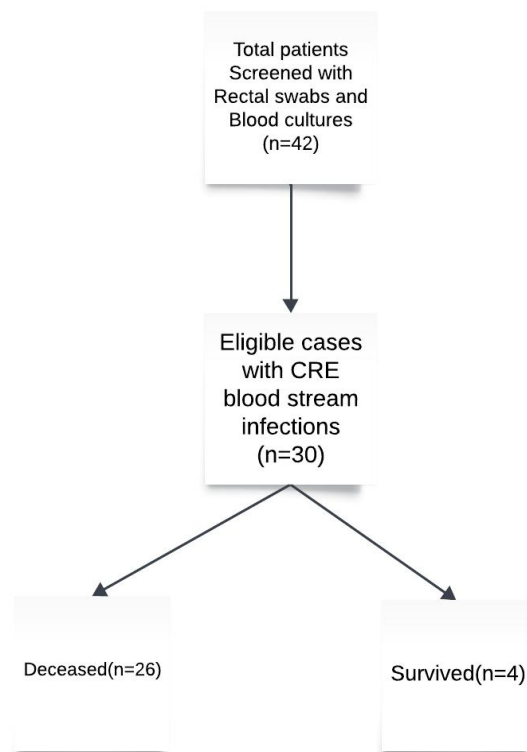 Total patients
Screened with
Rectal swabs and
Blood cultures
(n=42)
Eligible cases
with CRE
blood stream
infections
(n=30)
Deceased(n=26)
Survived(n=4)